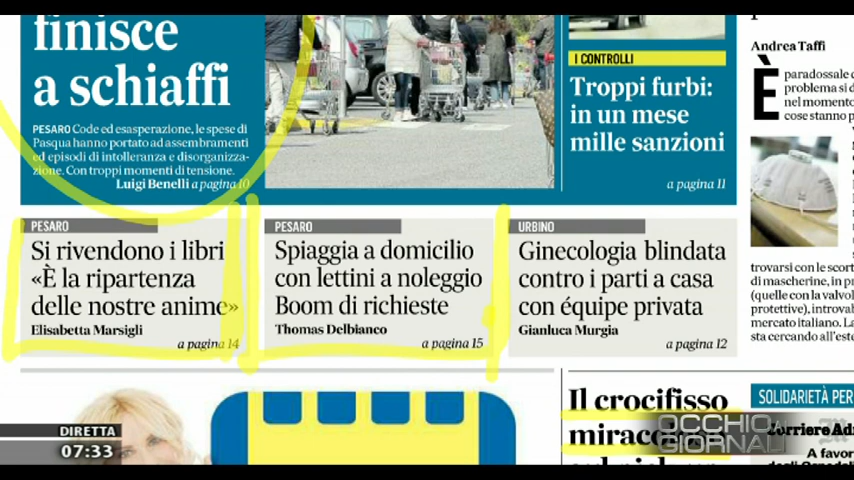 finisce
a schiaffi
PESARO Code ed esasperazione, le spese di
Pasqua hanno portato ad assembramenti
ed episodi di intolleranza e disorganizza-
zione. Con troppi momenti di tensione.
Luigi Benelli a pagina 10
I CONTROLLI
Troppi furbi:
in un mese
mille sanzioni
a pagina 11
Andrea Taffi
È paradossale
problema si d
nel momento
cose stanno p
trovarsi con le scort
di mascherine, in pr
(quelle con la valvol
protettive), introvab
mercato italiano. La
sta cercando all'este
PESARO
Si rivendono i libri
«È la ripartenza
delle nostre anime»
Elisabetta Marsigli
a pagina 14
PESARO
Spiaggia a domicilio
con lettini a noleggio
Boom di richieste
Thomas Delbianco
a pagina 15
URBINO
Ginecologia blindata
contro i parti a casa
con équipe privata
Gianluca Murgia
a pagina 12
Il crocifisso
SOLIDARIETÀ PER
OCCHIO
GIORNALI
Corriere Ad
A favor
DIRETTA
07:33